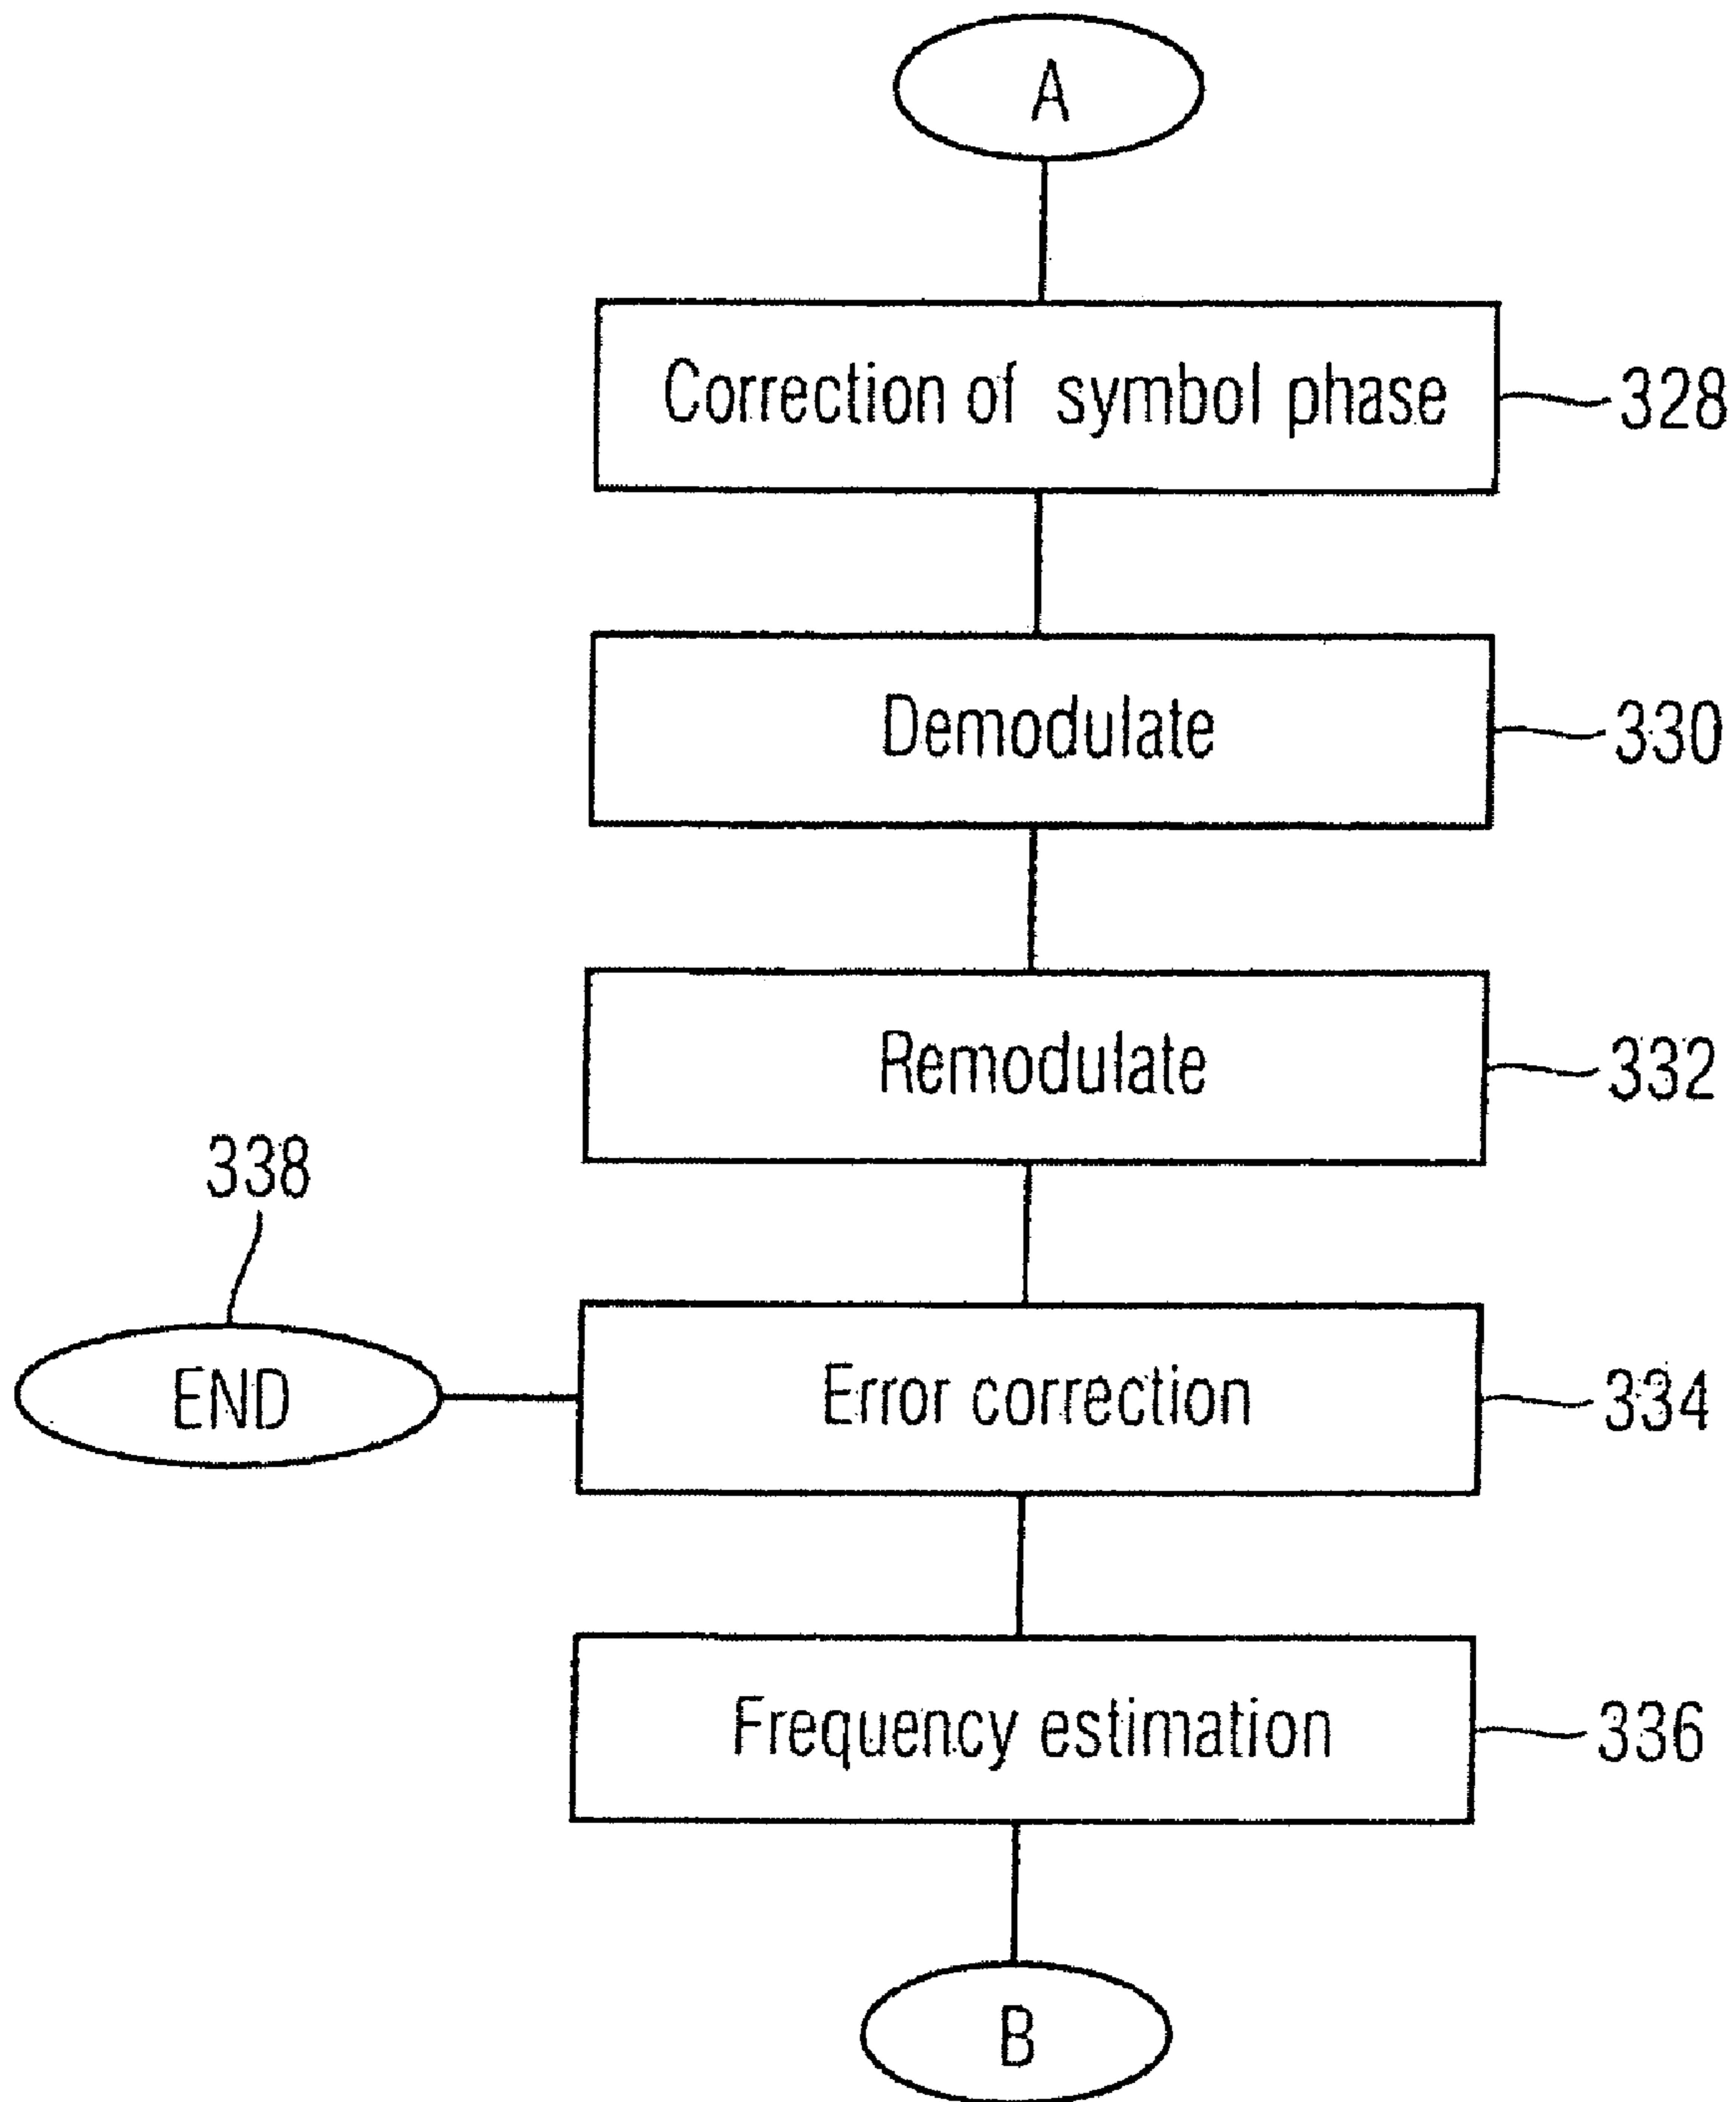 A
Correction of symbol phase
328
Demodulate
330
Remodulate
332
338
END
Error correction
334
Frequency estimation
336
B